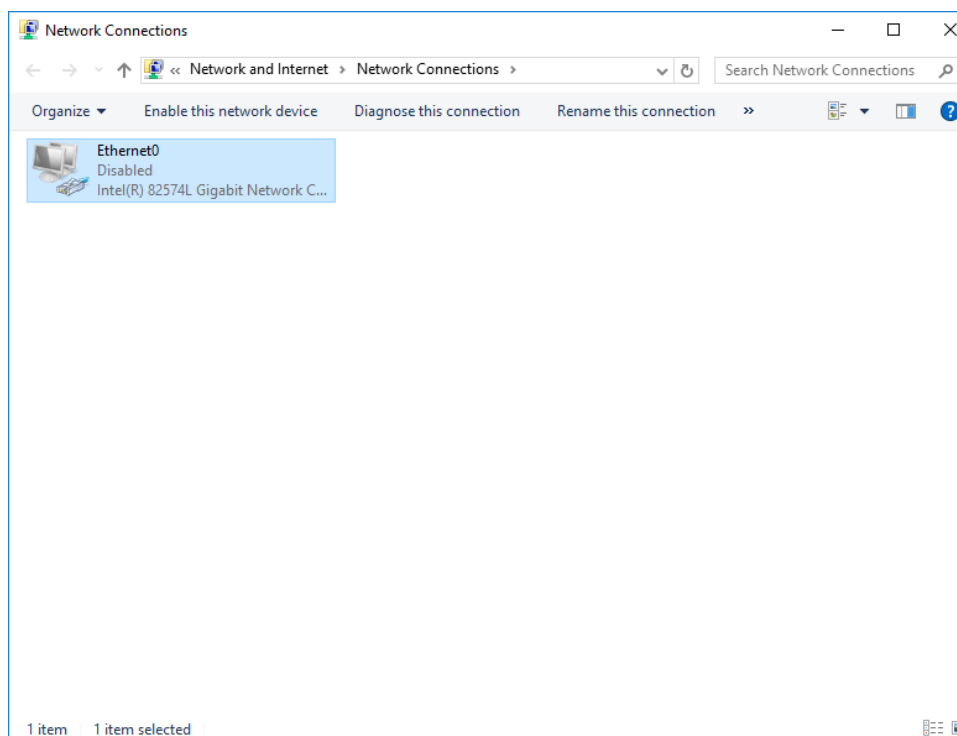 Network Connections
« Network and Internet > Network Connections >
Search Network Connections
Organize Enable this network device Diagnose this connection Rename this connection »
?
Ethernet0
Disabled
Intel(R) 82574L Gigabit Network C...
1 item 1 item selected